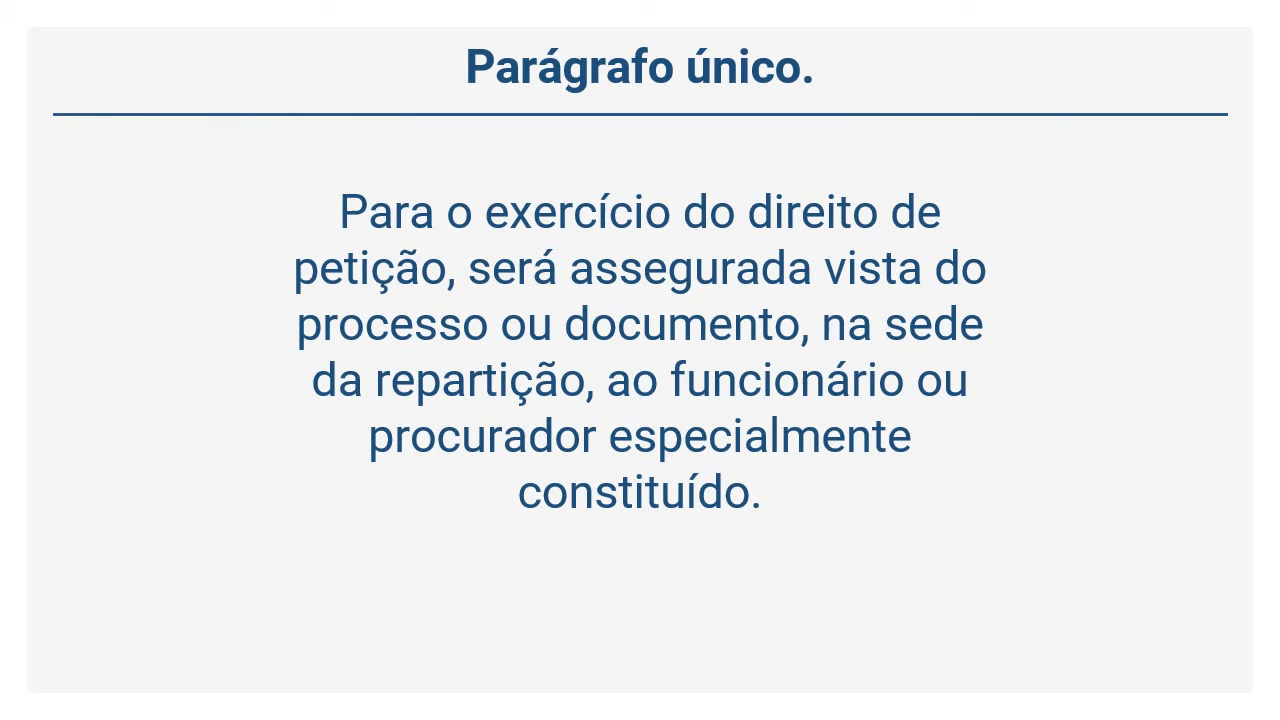 Parágrafo único.
Para o exercício do direito de
petição, será assegurada vista do
processo ou documento, na sede
da repartição, ao funcionário ou
procurador especialmente
constituído.